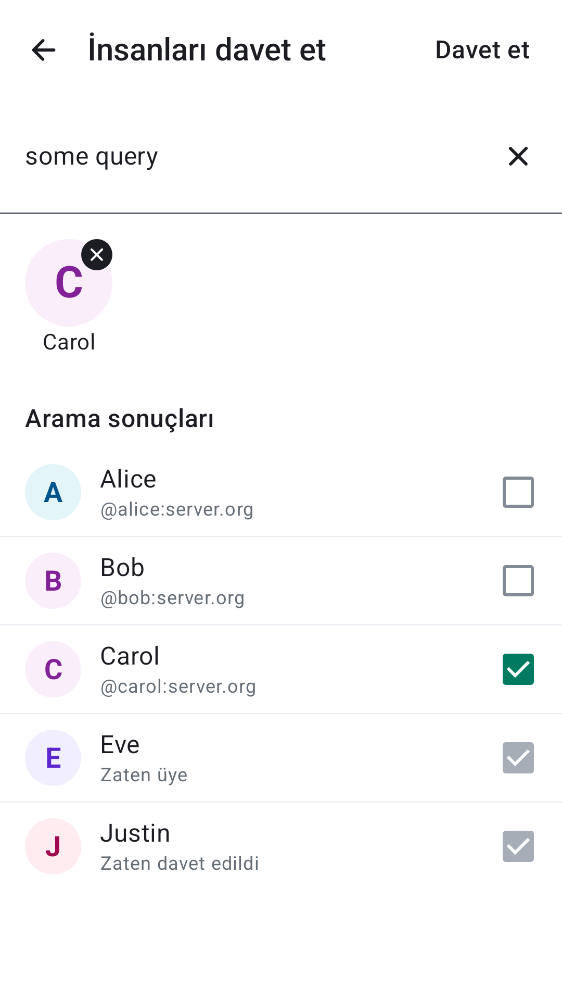 İnsanları davet et
Davet et
some query
C
Carol
Arama sonuçları
A
Alice
@alice:server.org
B
Bob
@bob:server.org
C
Carol
@carol:server.org
E
Eve
Zaten üye
J
Justin
Zaten davet edildi